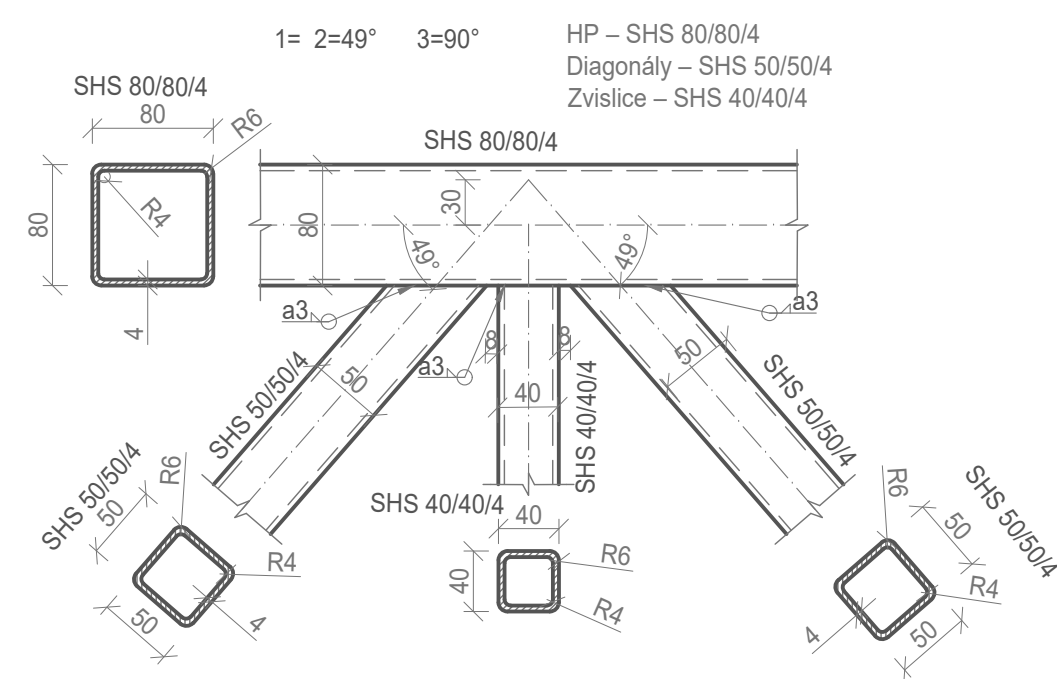 1= 2=49° 3=90°
HP – SHS 80/80/4
Diagonály – SHS 50/50/4
Zvislice – SHS 40/40/4
SHS 80/80/4
80
R6
SHS 80/80/4
80
R4
4
80
30
49°
49°
a3
a3
a3
8
8
50
40
50
SHS 50/50/4
SHS 40/40/4
SHS 50/50/4
SHS 50/50/4
50
R6
R4
50
4
SHS 40/40/4
40
40
R6
R4
R6
50
SHS 50/50/4
R4
4
50